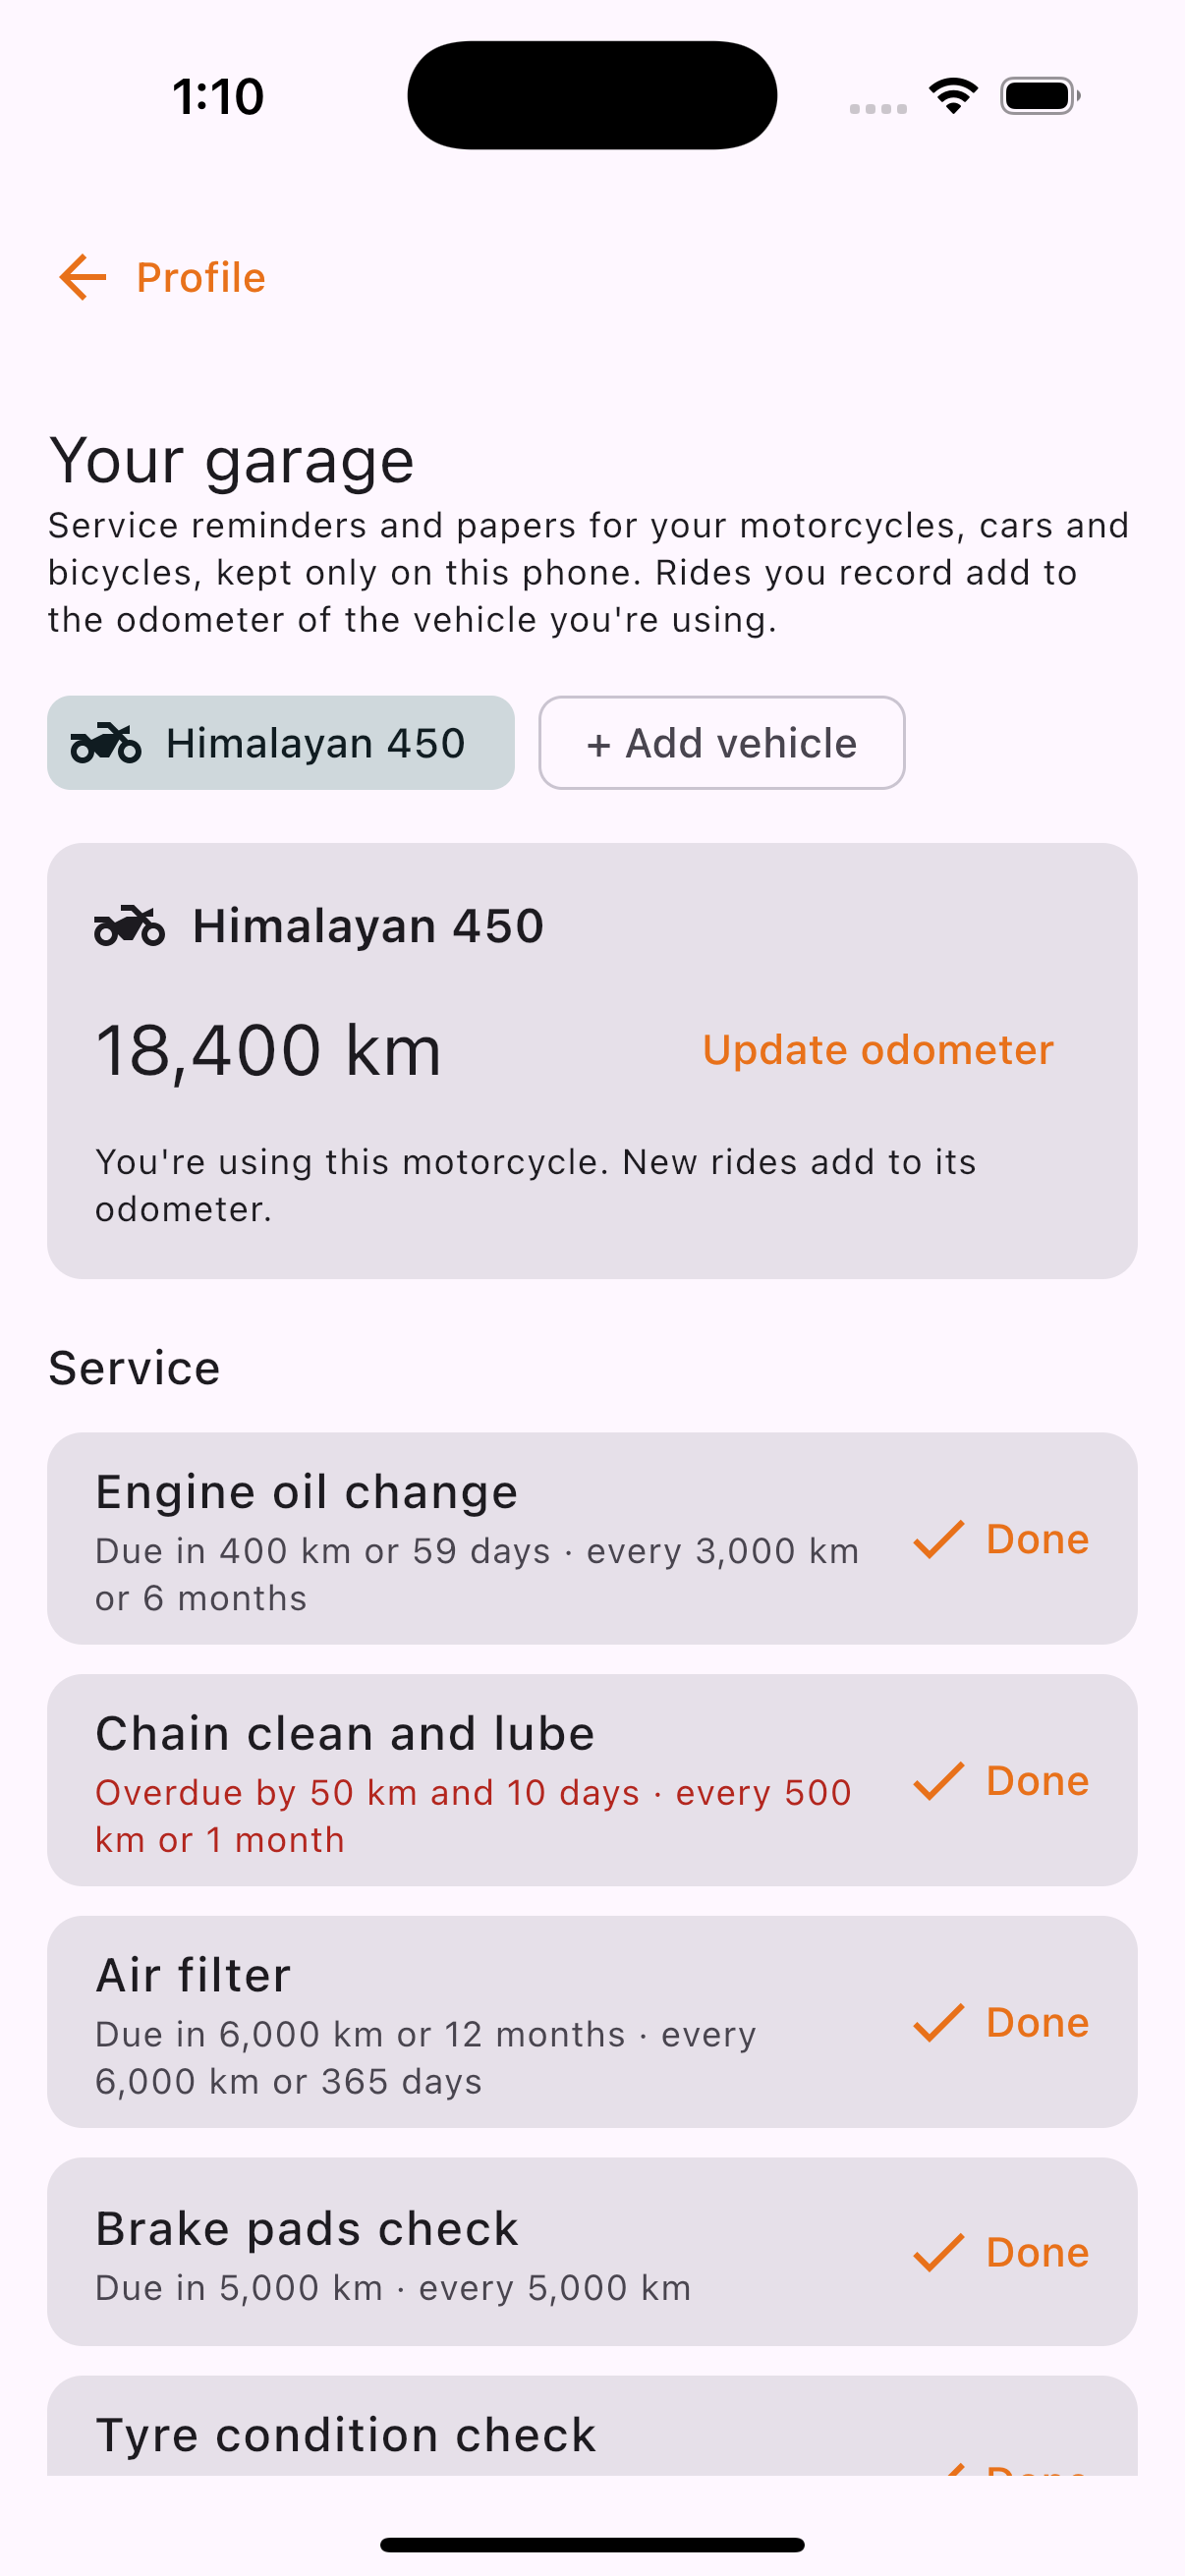 1:10
Profile
Your garage
Service reminders and papers for your motorcycles, cars and
bicycles, kept only on this phone. Rides you record add to
the odometer of the vehicle you're using.
Himalayan 450
+ Add vehicle
Himalayan 450
18,400 km
Update odometer
You're using this motorcycle. New rides add to its
odometer.
Service
Engine oil change
Due in 400 km or 59 days · every 3,000 km
or 6 months
Done
Chain clean and lube
Overdue by 50 km and 10 days · every 500
km or 1 month
Done
Air filter
Due in 6,000 km or 12 months · every
6,000 km or 365 days
Done
Brake pads check
Due in 5,000 km · every 5,000 km
Done
Tyre condition check
Done